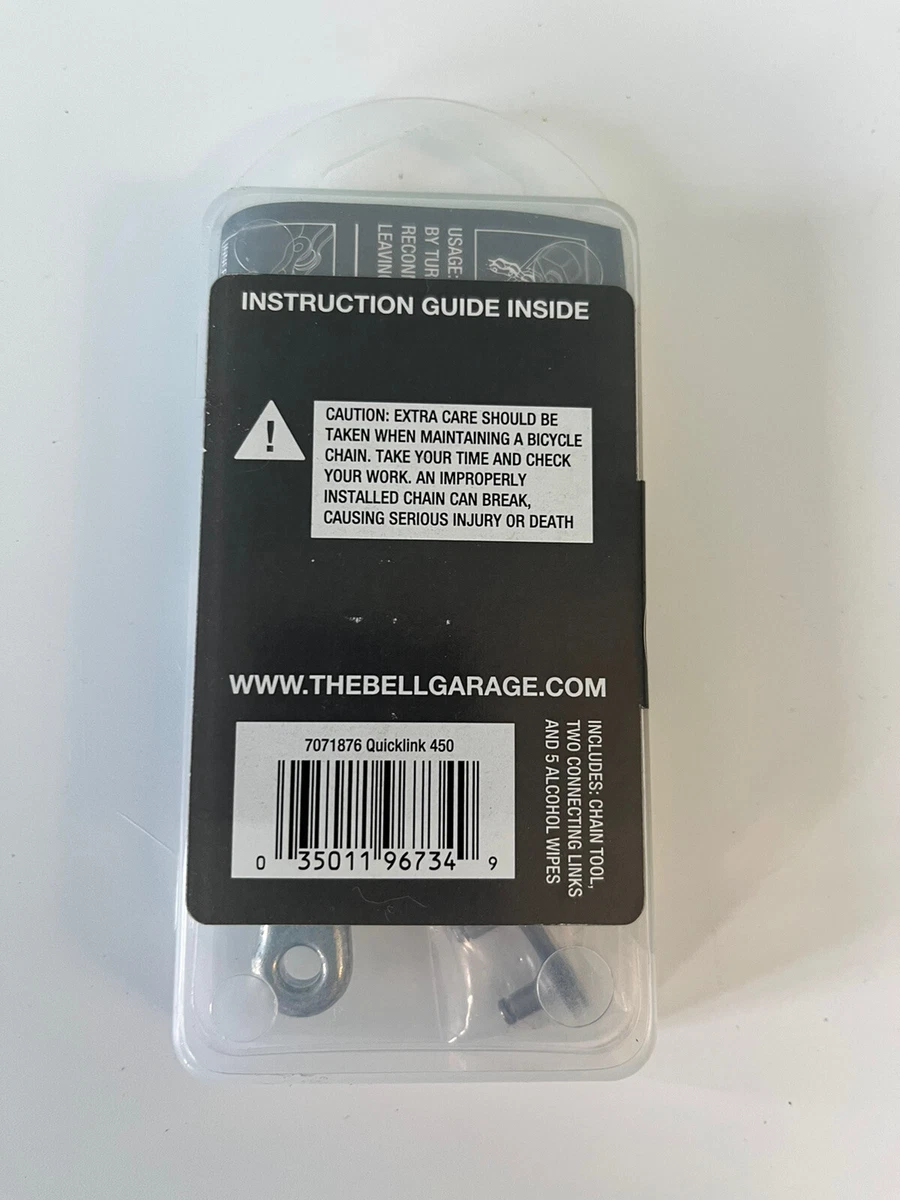 USAGE:
BY TUR
RECON
LEAVING
INSTRUCTION GUIDE INSIDE
!
CAUTION: EXTRA CARE SHOULD BE
TAKEN WHEN MAINTAINING A BICYCLE
CHAIN. TAKE YOUR TIME AND CHECK
YOUR WORK. AN IMPROPERLY
INSTALLED CHAIN CAN BREAK,
CAUSING SERIOUS INJURY OR DEATH
WWW.THEBELLGARAGE.COM
7071876 Quicklink 450
0 35011 96734 9
INCLUDES: CHAIN TOOL,
TWO CONNECTING LINKS
AND 5 ALCOHOL WIPES